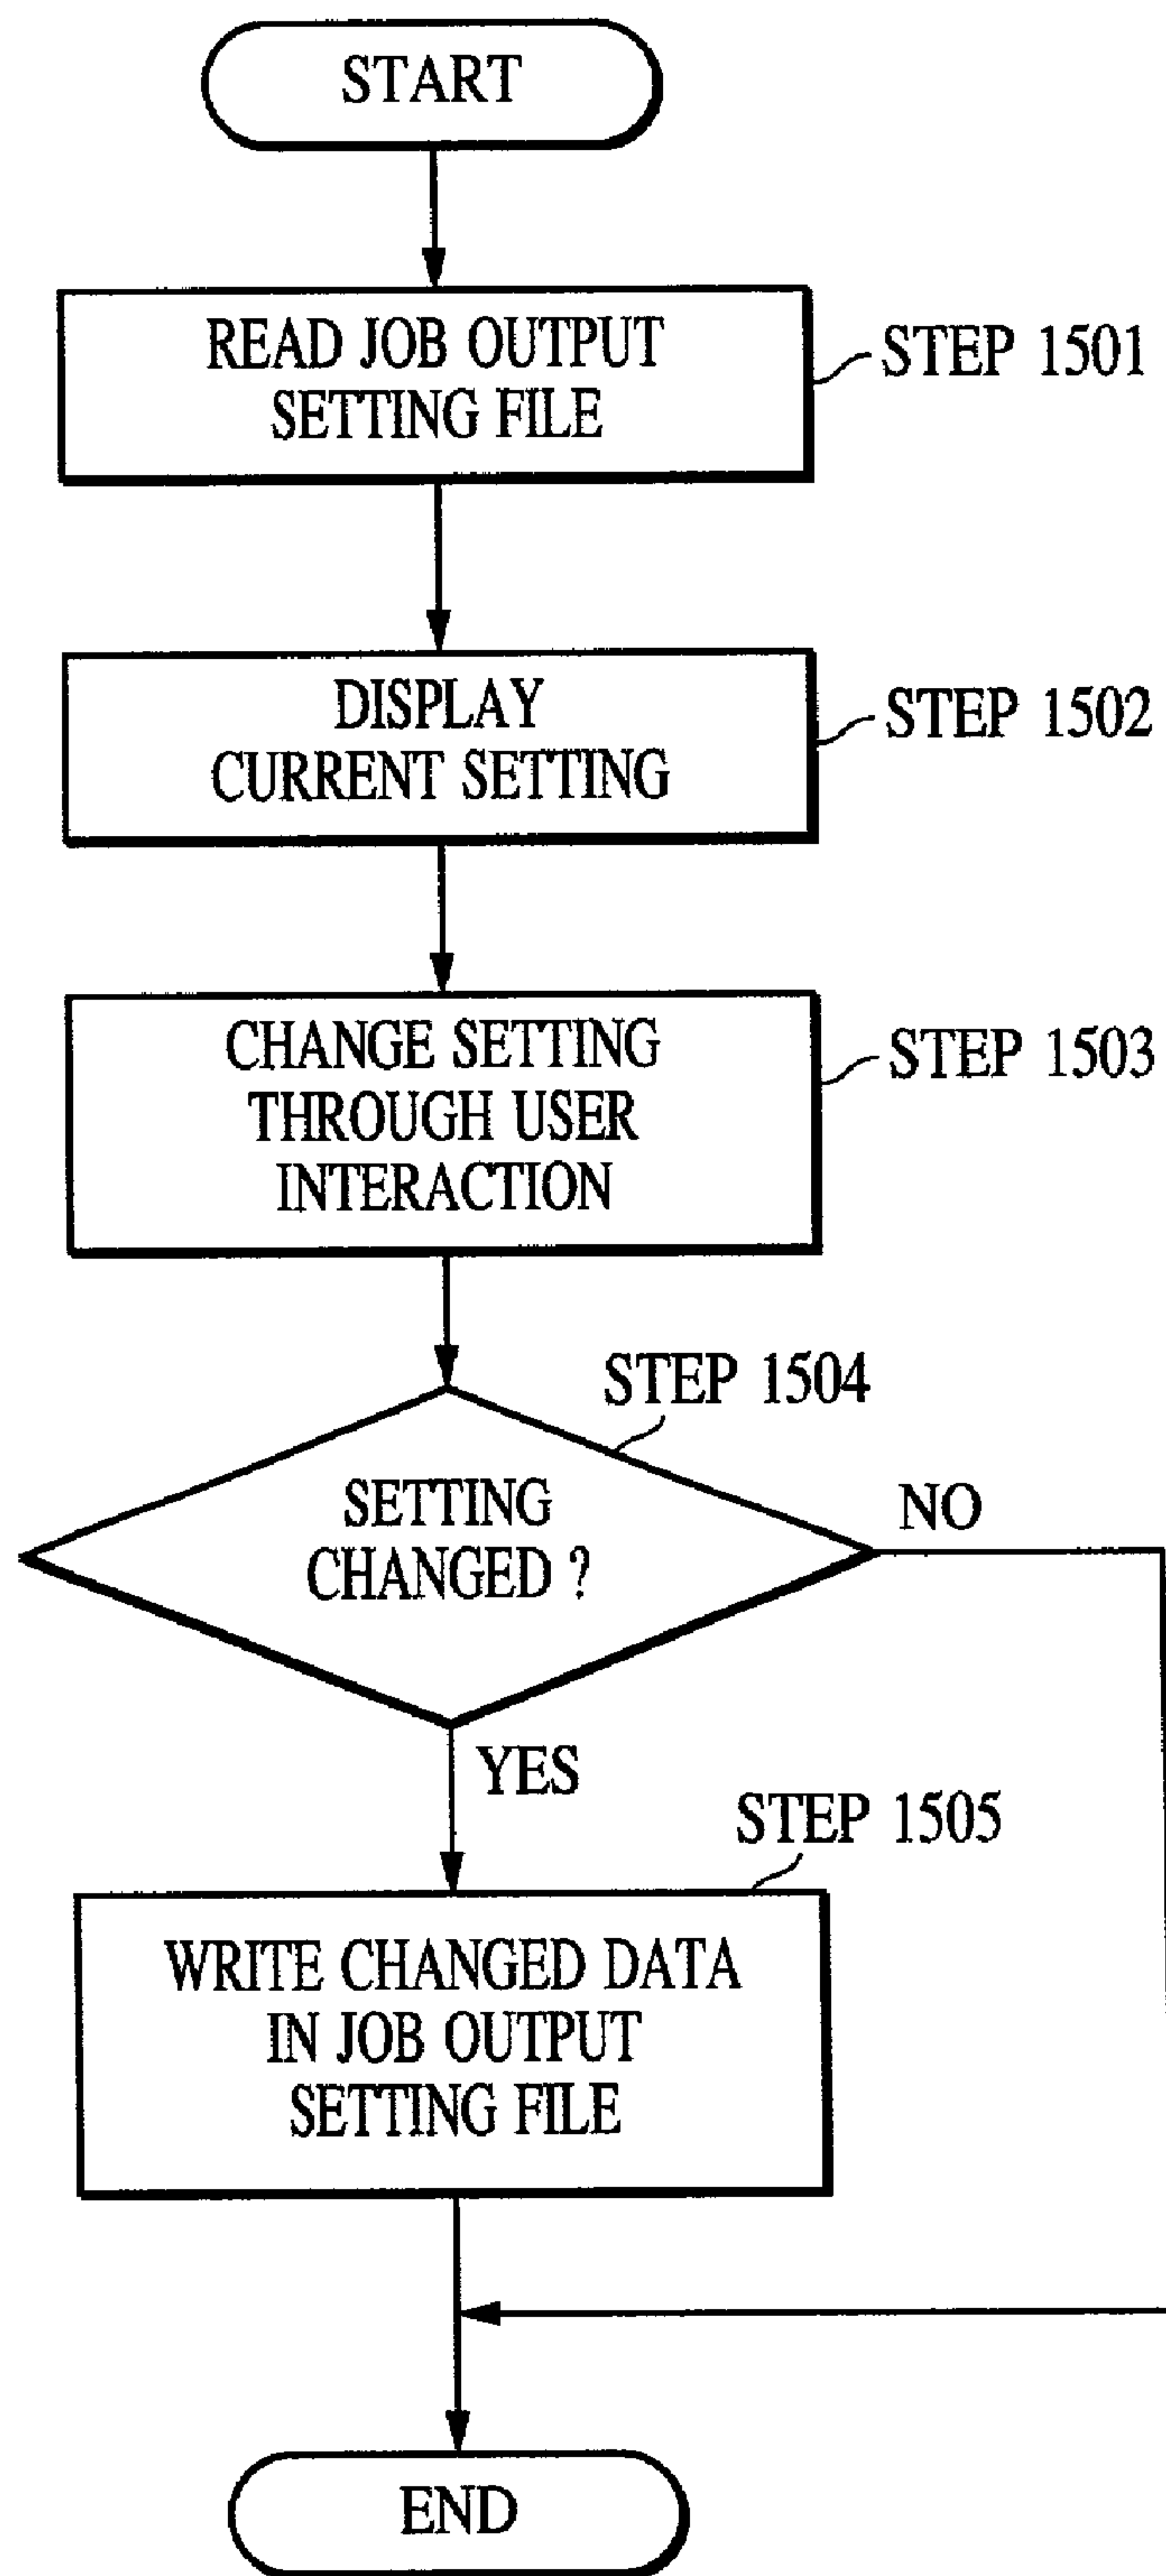 START
READ JOB OUTPUT
SETTING FILE
STEP 1501
DISPLAY
CURRENT SETTING
STEP 1502
CHANGE SETTING
THROUGH USER
INTERACTION
STEP 1503
STEP 1504
SETTING
CHANGED ?
NO
YES
STEP 1505
WRITE CHANGED DATA
IN JOB OUTPUT
SETTING FILE
END